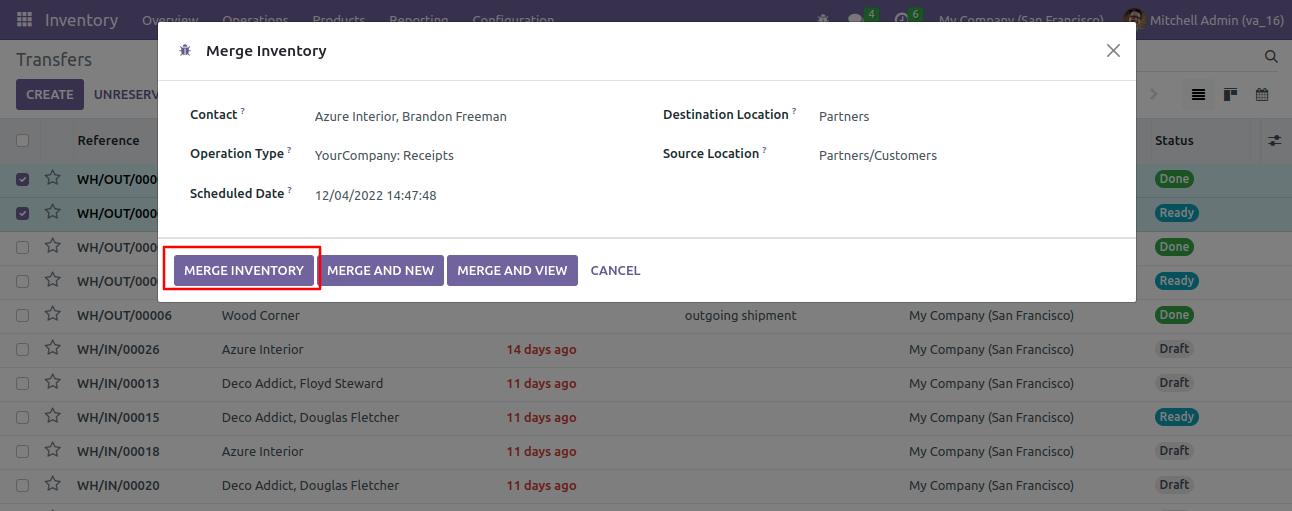 Inventory Overview Operations Products Reporting Configuration 4 6 My Company (San Francisco) Mitchell Admin (va_16)
Transfers
Merge Inventory
CREATE UNRESERV
Contact ? Azure Interior, Brandon Freeman Destination Location ? Partners
Operation Type ? YourCompany: Receipts Source Location ? Partners/Customers
Scheduled Date ? 12/04/2022 14:47:48
MERGE INVENTORY MERGE AND NEW MERGE AND VIEW CANCEL
Reference Status
WH/OUT/000 Done
WH/OUT/000 Ready
WH/OUT/000 Done
WH/OUT/000 Ready
WH/OUT/00006 Wood Corner outgoing shipment My Company (San Francisco) Done
WH/IN/00026 Azure Interior 14 days ago My Company (San Francisco) Draft
WH/IN/00013 Deco Addict, Floyd Steward 11 days ago My Company (San Francisco) Draft
WH/IN/00015 Deco Addict, Douglas Fletcher 11 days ago My Company (San Francisco) Ready
WH/IN/00018 Azure Interior 11 days ago My Company (San Francisco) Draft
WH/IN/00020 Deco Addict, Douglas Fletcher 11 days ago My Company (San Francisco) Draft